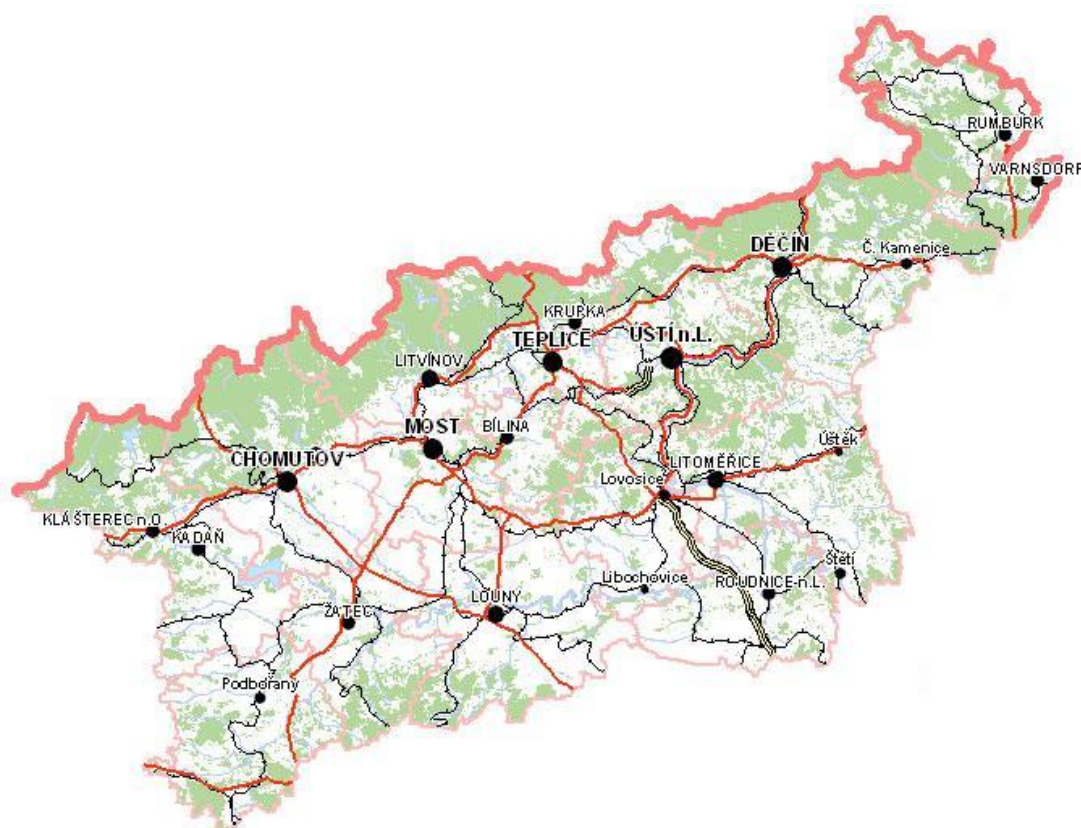 RUMBURK
VARNSDORF
DĚČÍN
Č. Kamenice
KRUPKA
TEPLICE
ÚSTÍ n.L.
LITVÍNOV
MOST
BÍLINA
Úštěk
CHOMUTOV
LITOMĚŘICE
Lovosice
KLÁŠTEREC n.O.
KADAŇ
Štětí
Libochovice
ROUDNICE n.L.
LOUNY
ŽATEC
Podbořany